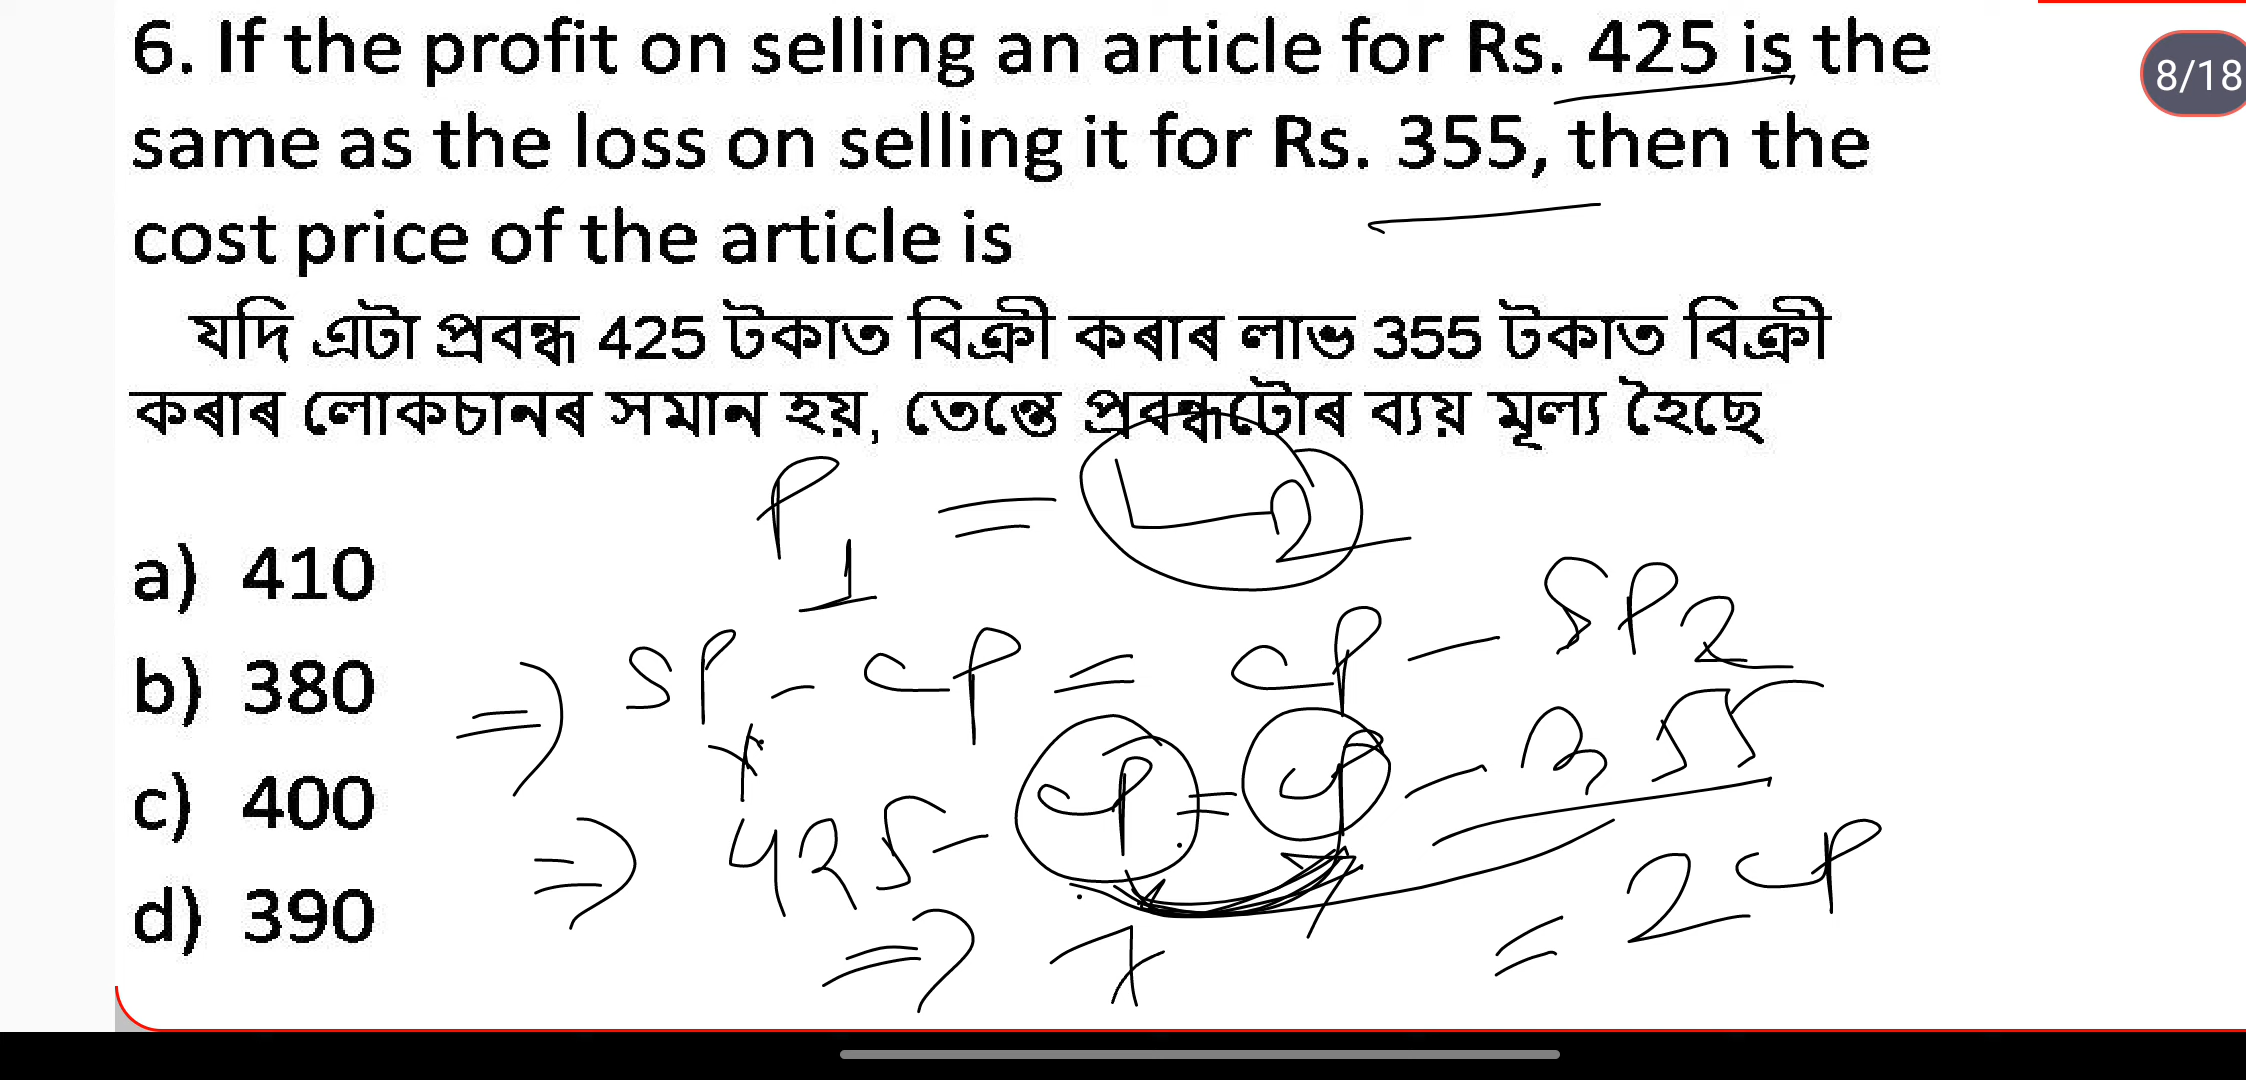 6. If the profit on selling an article for Rs. 425 is the
8/18
same as the loss on selling it for Rs. 355, then the
cost price of the article is
যদি এটা প্ৰবন্ধ 425 টকাত বিক্ৰী কৰাৰ লাভ 355 টকাত বিক্ৰী
কৰাৰ লোকচানৰ সমান হয়, তেন্তে প্ৰবন্ধটোৰ ব্যয় মূল্য হৈছে
P1 = L2
a) 410
⇒ SP1 - CP = CP - SP2
b) 380
⇒ 425 - CP = CP - 355
c) 400
⇒ 7 = 2CP
d) 390